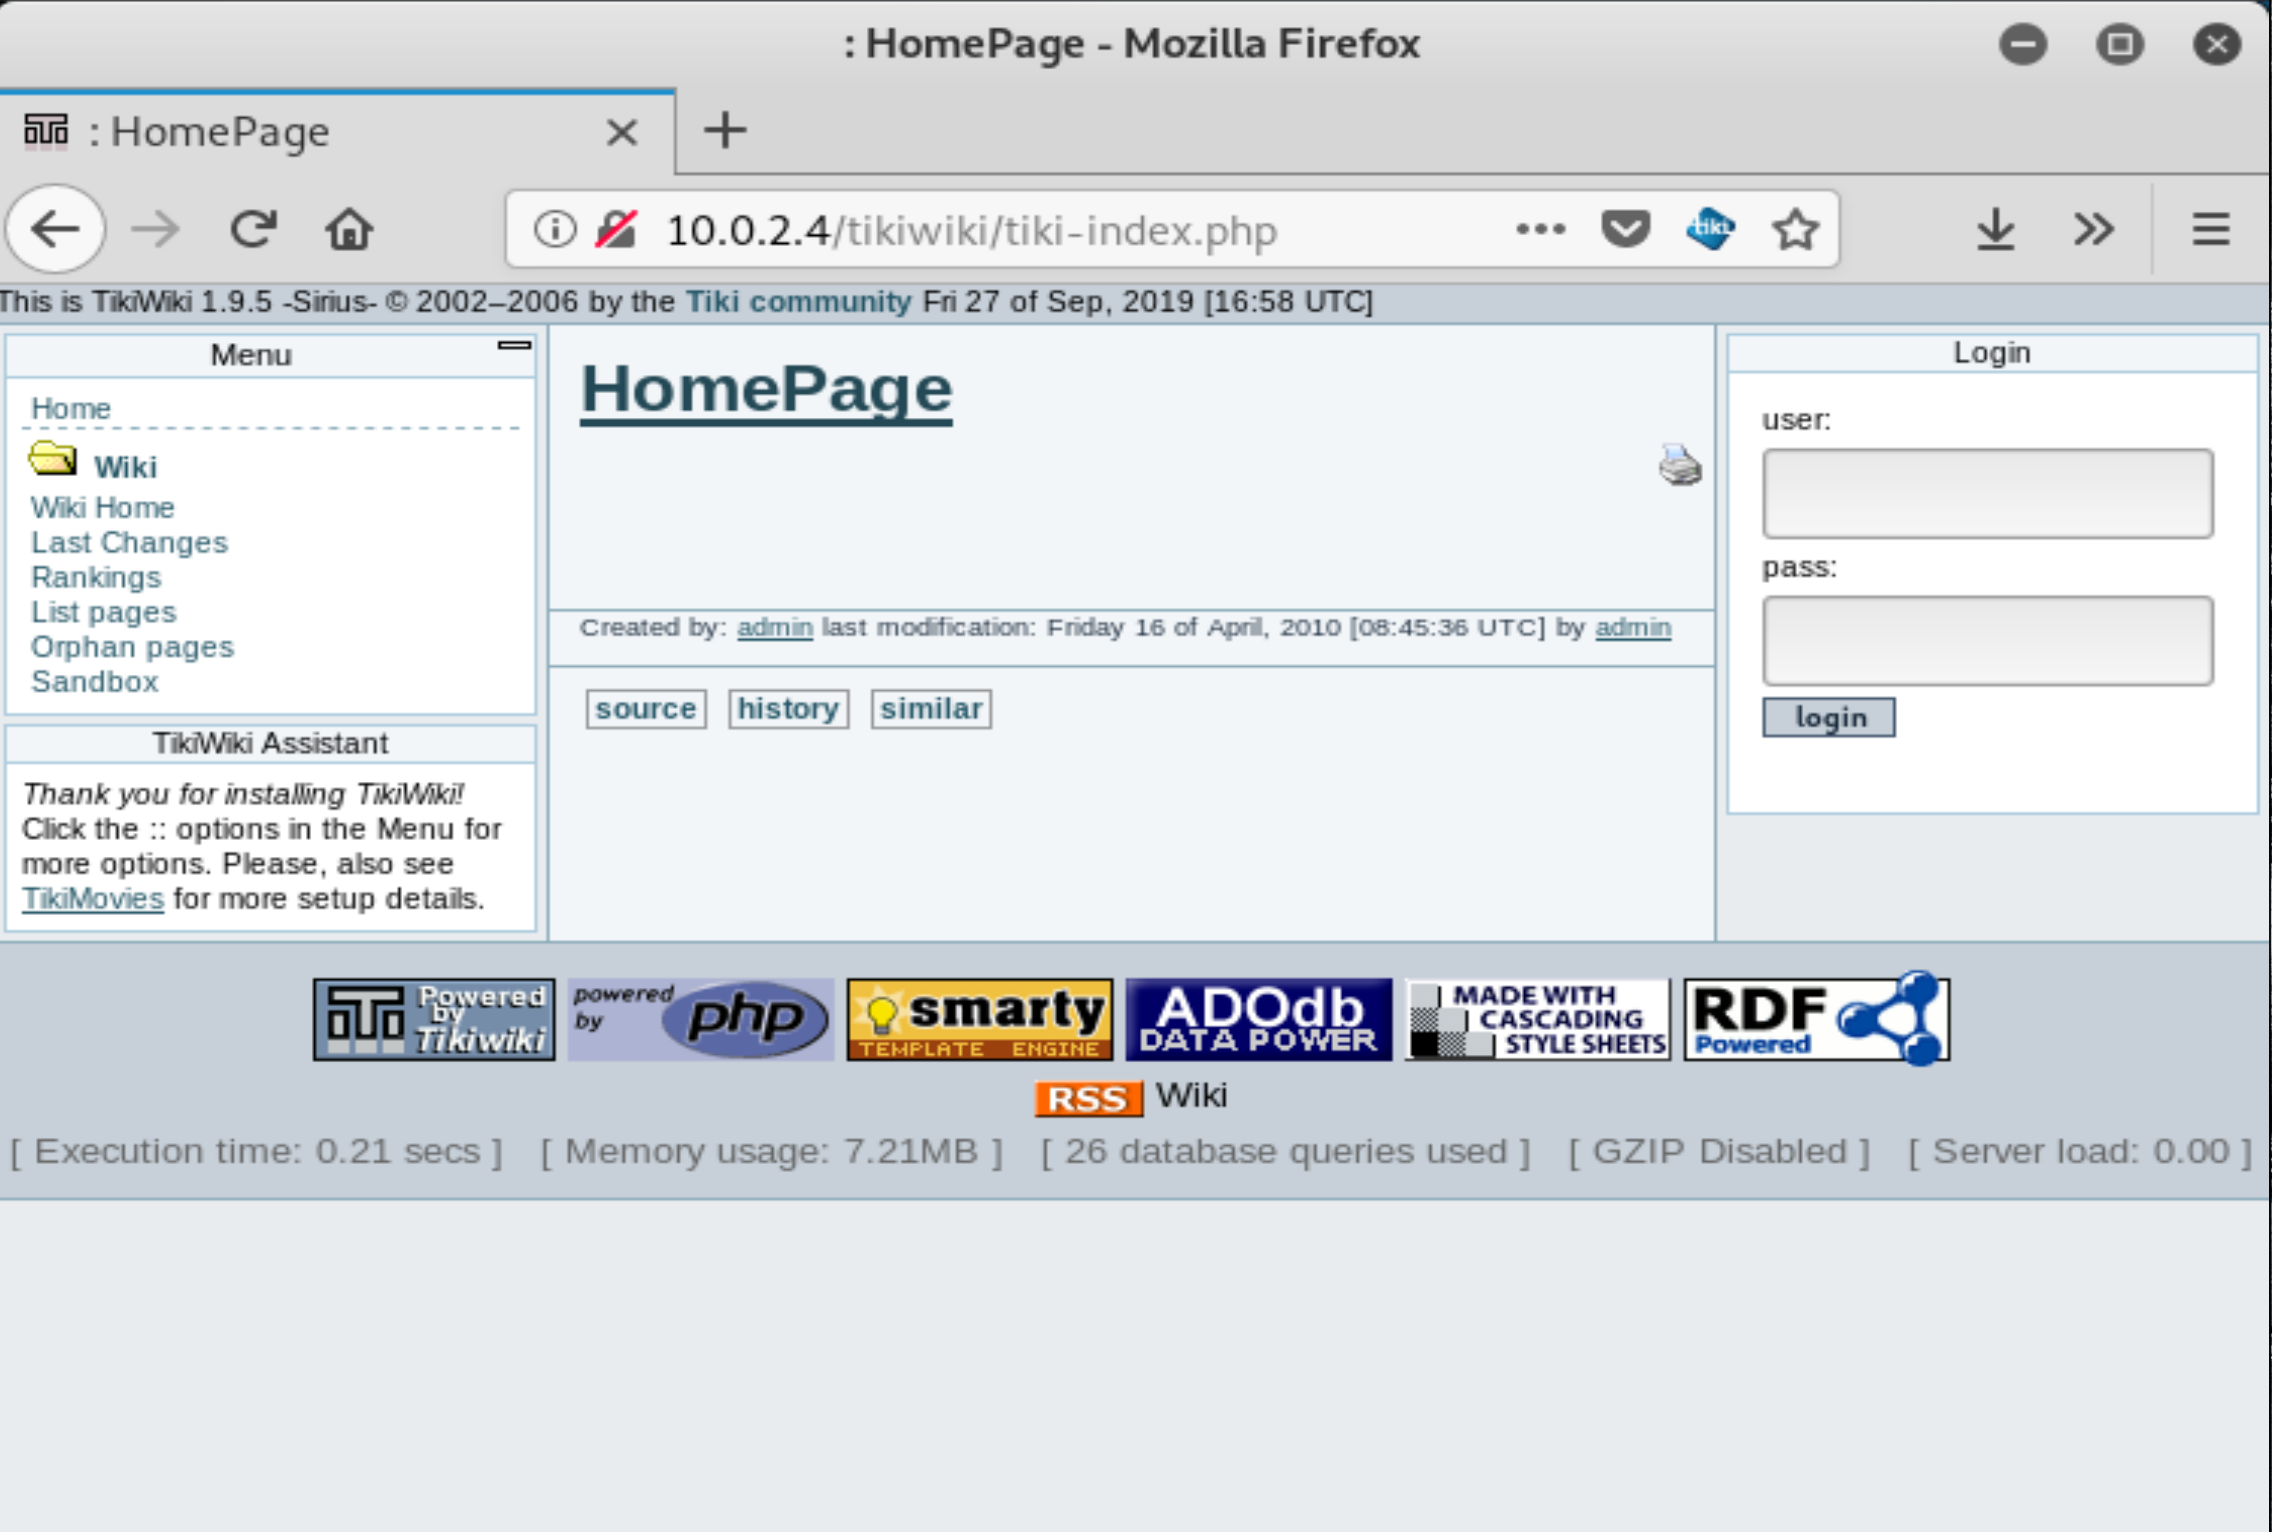 : HomePage - Mozilla Firefox
: HomePage
10.0.2.4/tikiwiki/tiki-index.php
tiki
This is TikiWiki 1.9.5 -Sirius- © 2002–2006 by the Tiki community Fri 27 of Sep, 2019 [16:58 UTC]
Menu
Home
Wiki
Wiki Home
Last Changes
Rankings
List pages
Orphan pages
Sandbox
TikiWiki Assistant
Thank you for installing TikiWiki!
Click the :: options in the Menu for
more options. Please, also see
TikiMovies for more setup details.
HomePage
Created by: admin last modification: Friday 16 of April, 2010 [08:45:36 UTC] by admin
source history similar
Login
user:
pass:
login
Powered
by
Tikiwiki
powered
by
php
smarty
TEMPLATE ENGINE
ADOdb
DATA POWER
MADE WITH
CASCADING
STYLE SHEETS
RDF
Powered
RSS Wiki
[ Execution time: 0.21 secs ] [ Memory usage: 7.21MB ] [ 26 database queries used ] [ GZIP Disabled ] [ Server load: 0.00 ]